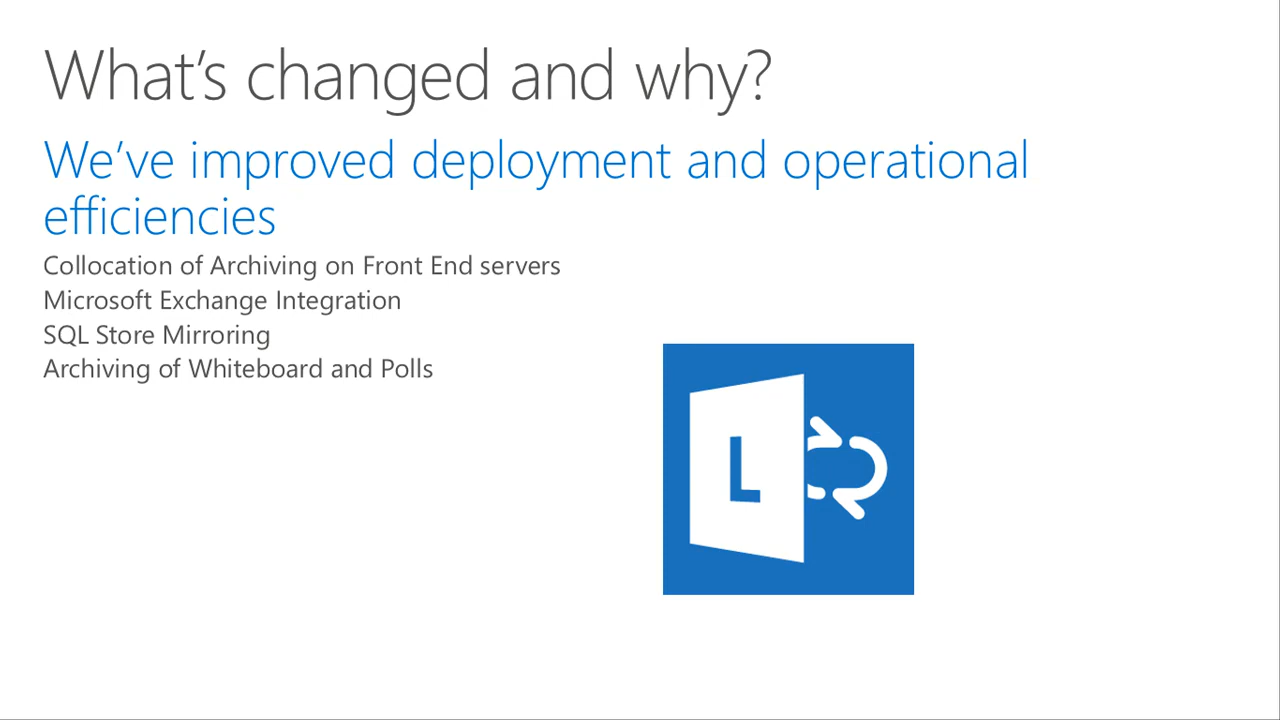 What’s changed and why?
We’ve improved deployment and operational
efficiencies
Collocation of Archiving on Front End servers
Microsoft Exchange Integration
SQL Store Mirroring
Archiving of Whiteboard and Polls
L